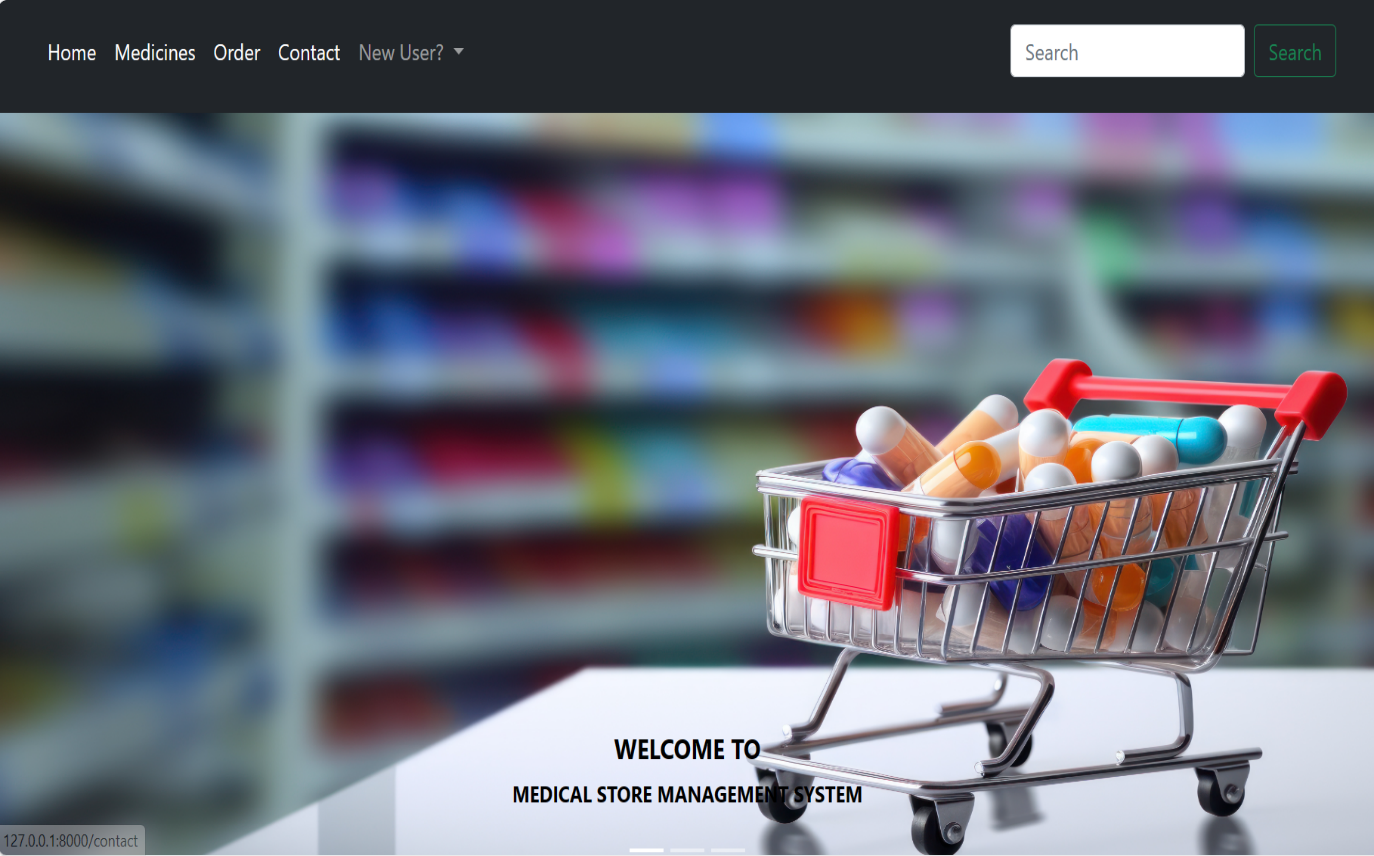 Home Medicines Order Contact New User? Search Search
WELCOME TO
MEDICAL STORE MANAGEMENT SYSTEM
127.0.0.1:8000/contact